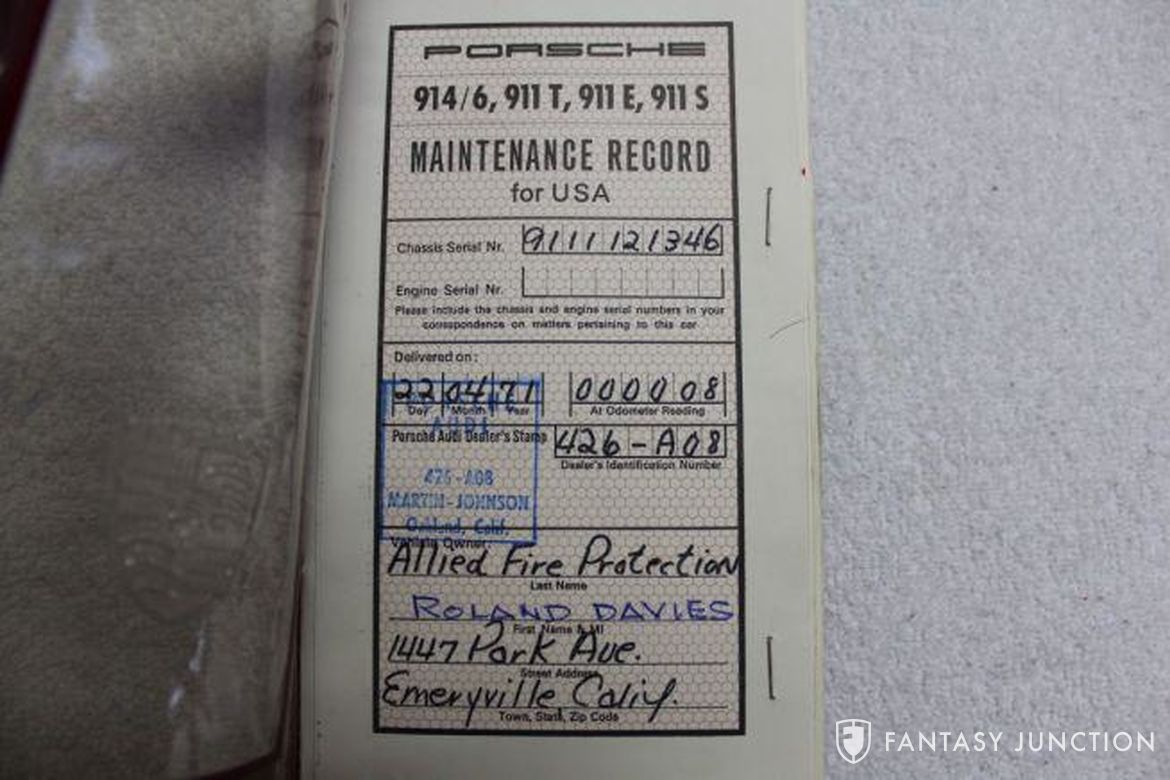 PORSCHE
914/6, 911 T, 911 E, 911 S
MAINTENANCE RECORD
for USA
Chassis Serial Nr. 9111121346
Engine Serial Nr.
Please include the chassis and engine serial numbers in your
correspondence on matters pertaining to this car
Delivered on:
22 04 71 000008
Day Month Year At Odometer Reading
AUDI
Porsche Audi Dealer's Stamp 426-A08
Dealer's Identification Number
426-A08
MARTIN-JOHNSON
Oakland, Calif.
Vehicle Owner:
Allied Fire Protection
Last Name
ROLAND DAVIES
First Name & MI
1447 Park Ave.
Street Address
Emeryville, Calif.
Town, State, Zip Code
FANTASY JUNCTION